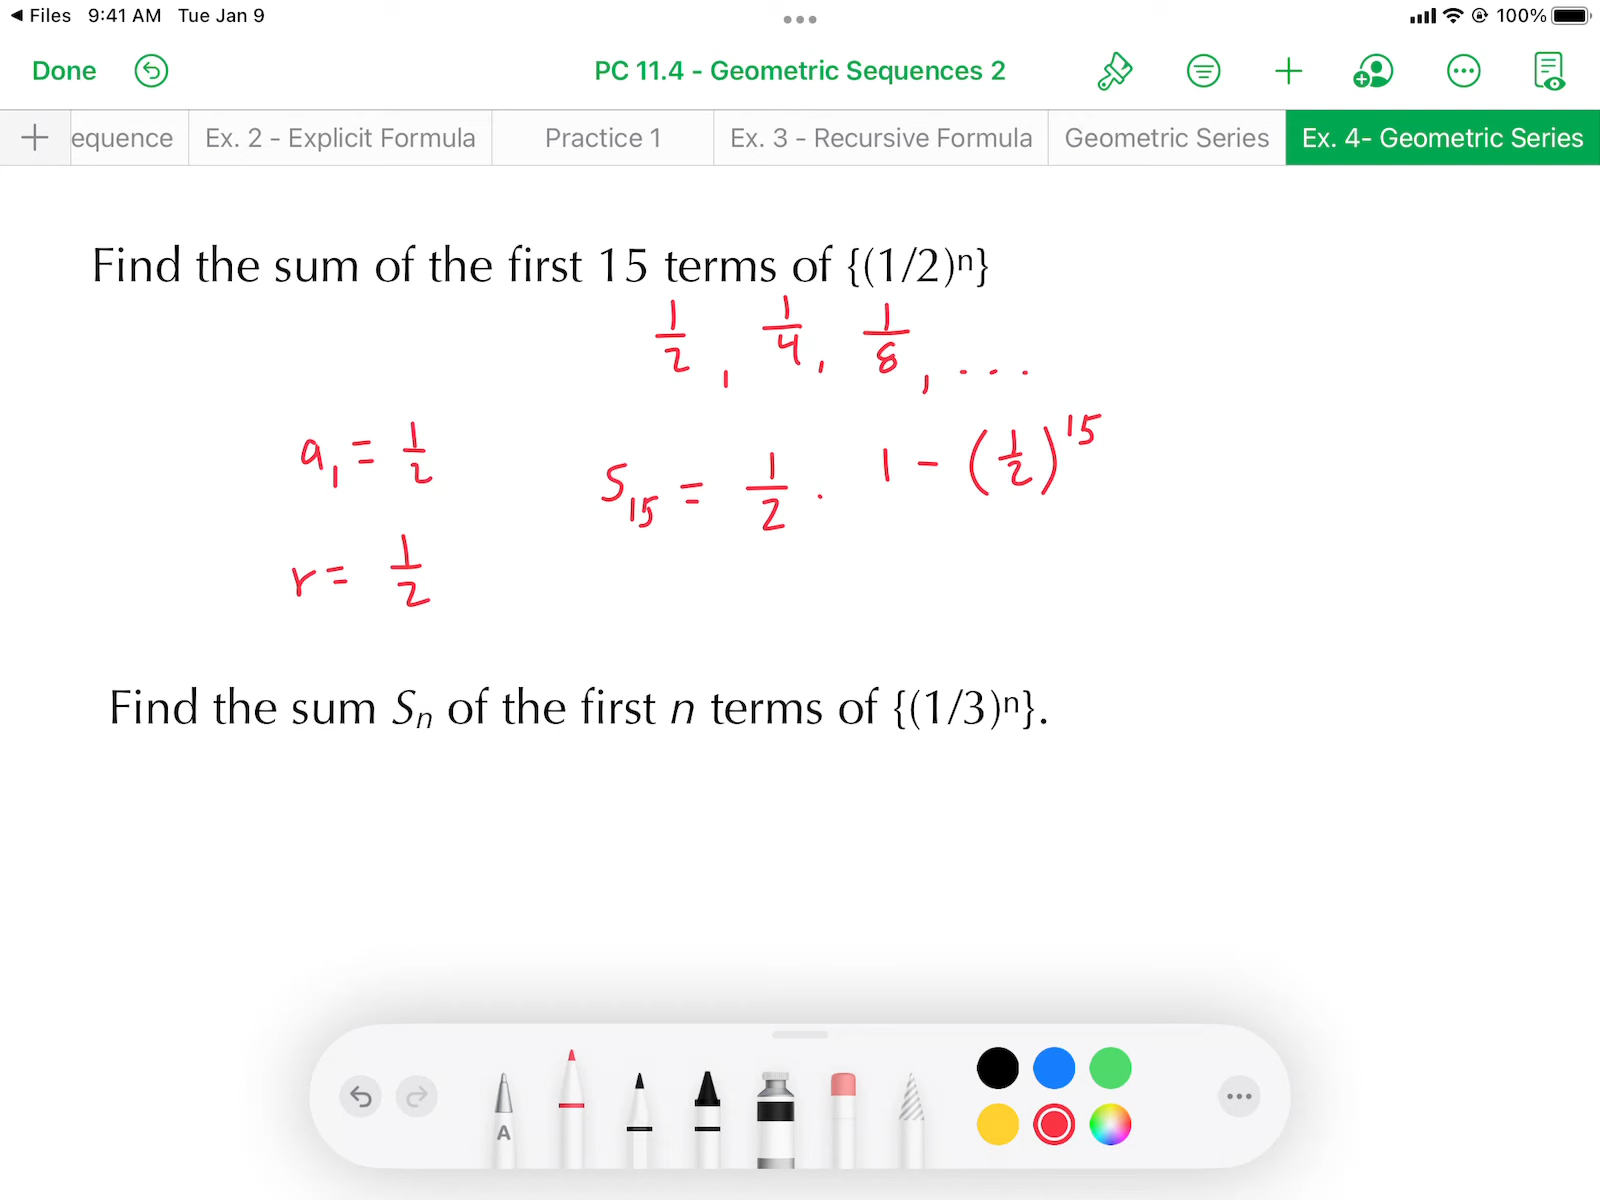 Files 9:41 AM Tue Jan 9 100%
Done PC 11.4 - Geometric Sequences 2
equence Ex. 2 - Explicit Formula Practice 1 Ex. 3 - Recursive Formula Geometric Series Ex. 4- Geometric Series
Find the sum of the first 15 terms of {(1/2)ⁿ}
1/2, 1/4, 1/8, ...
a₁ = 1/2
S₁₅ = 1/2 · 1 - (1/2)¹⁵
r = 1/2
Find the sum Sₙ of the first n terms of {(1/3)ⁿ}.
A